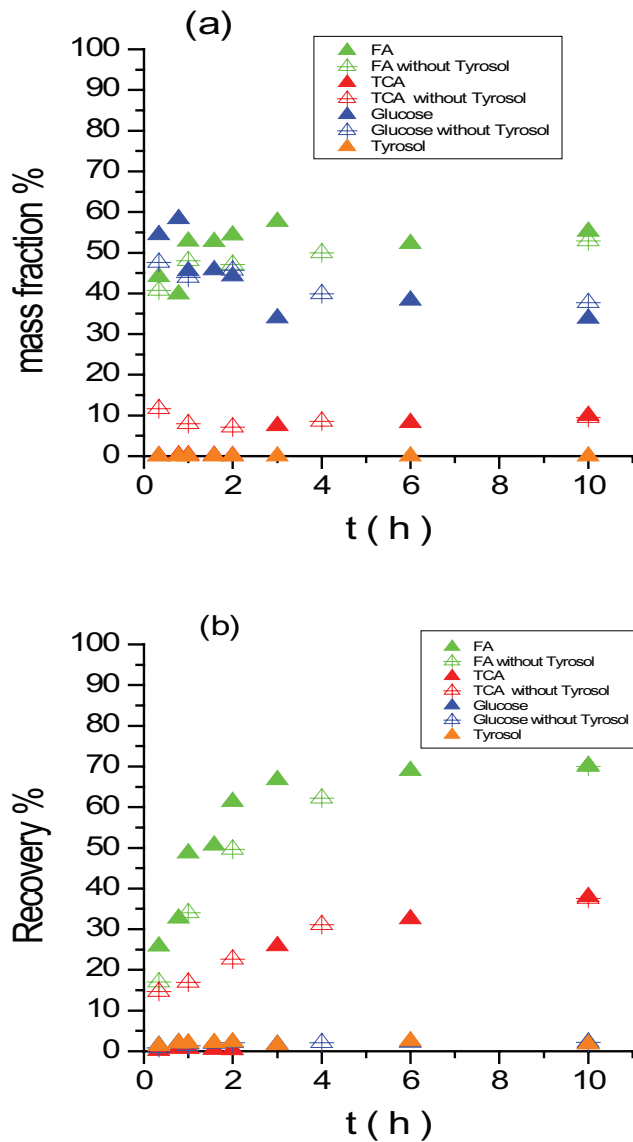 (a)
100
90
80
70
60
50
40
30
20
10
0
mass fraction %
FA
FA without Tyrosol
TCA
TCA without Tyrosol
Glucose
Glucose without Tyrosol
Tyrosol
0 2 4 6 8 10
t ( h )
(b)
100
90
80
70
60
50
40
30
20
10
0
Recovery %
FA
FA without Tyrosol
TCA
TCA without Tyrosol
Glucose
Glucose without Tyrosol
Tyrosol
0 2 4 6 8 10
t ( h )